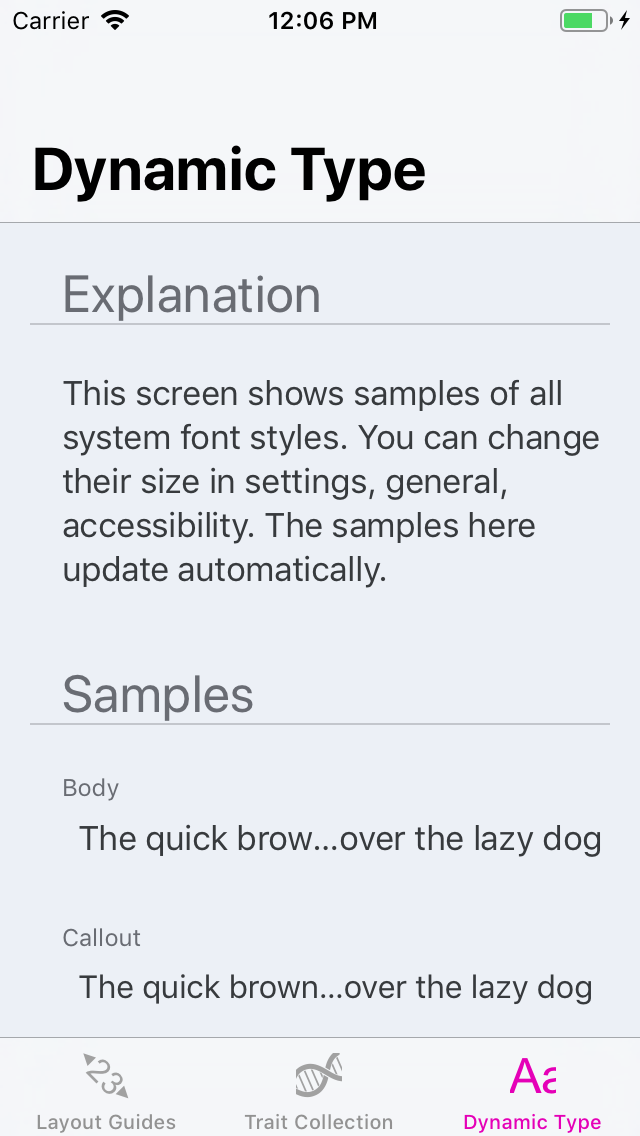 Carrier 12:06 PM
Dynamic Type
Explanation
This screen shows samples of all
system font styles. You can change
their size in settings, general,
accessibility. The samples here
update automatically.
Samples
Body
The quick brow...over the lazy dog
Callout
The quick brown...over the lazy dog
23 Aa
Layout Guides Trait Collection Dynamic Type